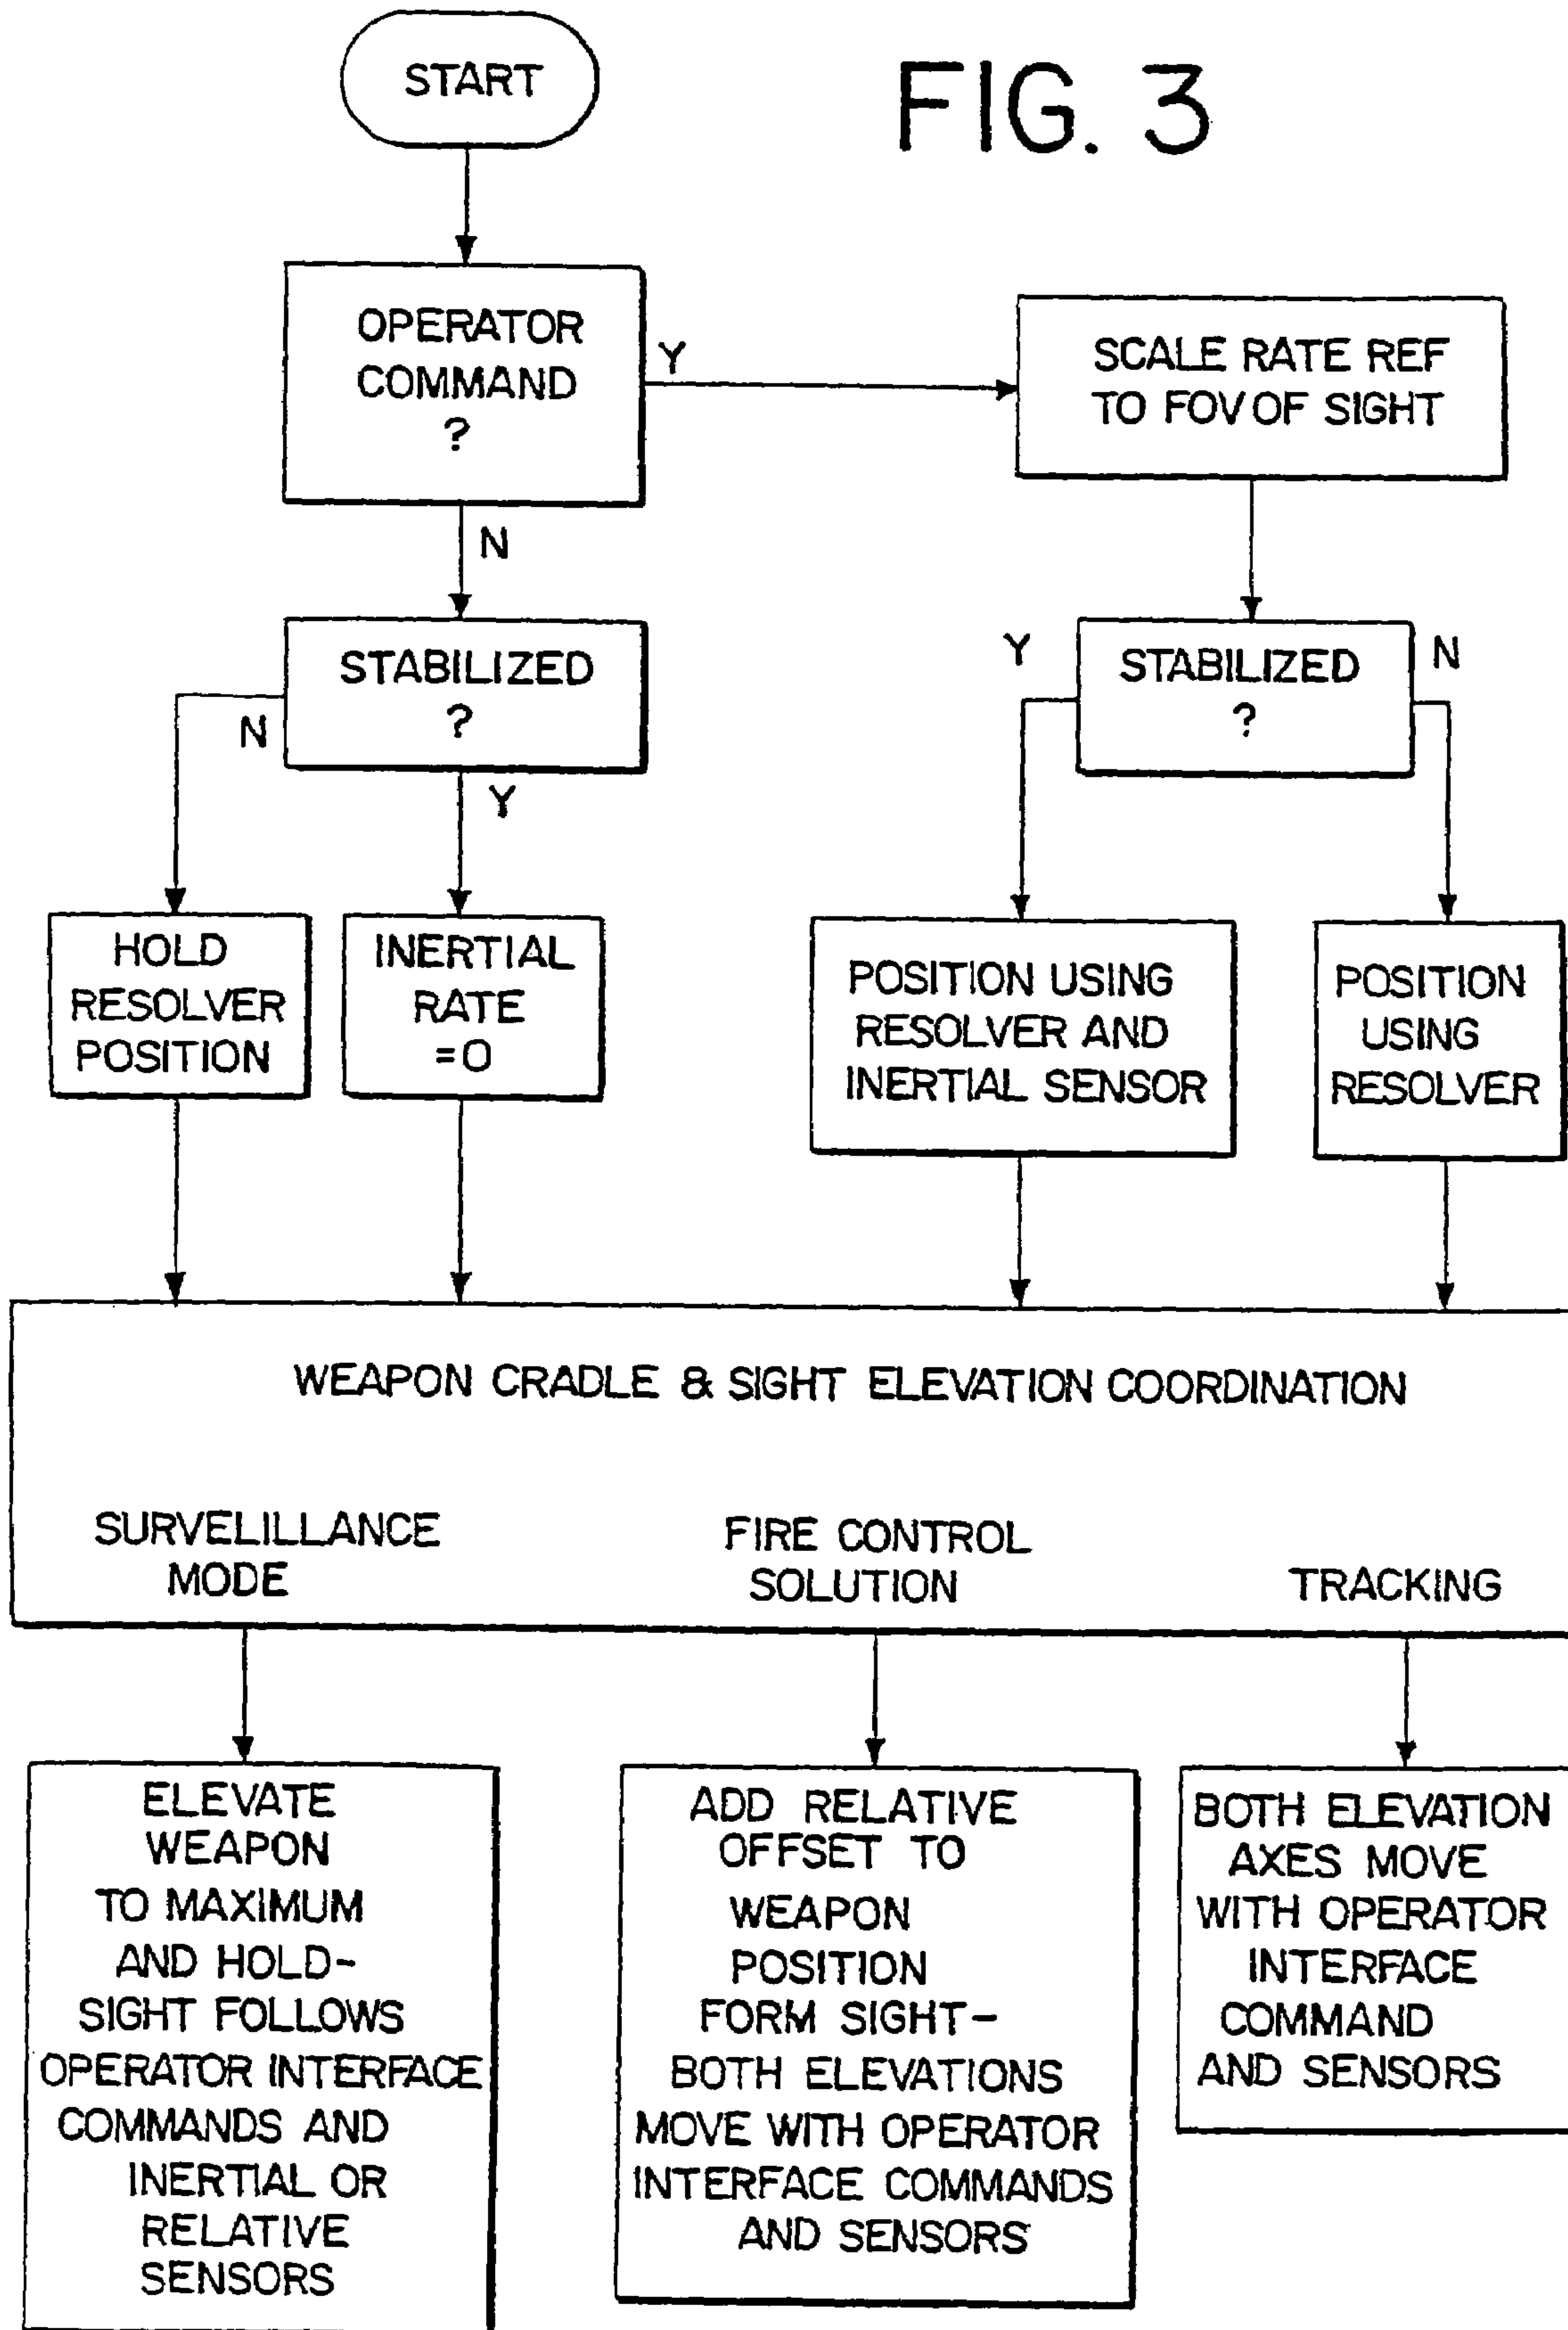 START
FIG. 3
OPERATOR
COMMAND
?
Y
N
SCALE RATE REF
TO FOV OF SIGHT
STABILIZED
?
N
Y
Y
STABILIZED
?
N
HOLD
RESOLVER
POSITION
INERTIAL
RATE
=0
POSITION USING
RESOLVER AND
INERTIAL SENSOR
POSITION
USING
RESOLVER
WEAPON CRADLE & SIGHT ELEVATION COORDINATION
SURVELILLANCE
MODE
FIRE CONTROL
SOLUTION
TRACKING
ELEVATE
WEAPON
TO MAXIMUM
AND HOLD-
SIGHT FOLLOWS
OPERATOR INTERFACE
COMMANDS AND
INERTIAL OR
RELATIVE
SENSORS
ADD RELATIVE
OFFSET TO
WEAPON
POSITION
FORM SIGHT-
BOTH ELEVATIONS
MOVE WITH OPERATOR
INTERFACE COMMANDS
AND SENSORS
BOTH ELEVATION
AXES MOVE
WITH OPERATOR
INTERFACE
COMMAND
AND SENSORS